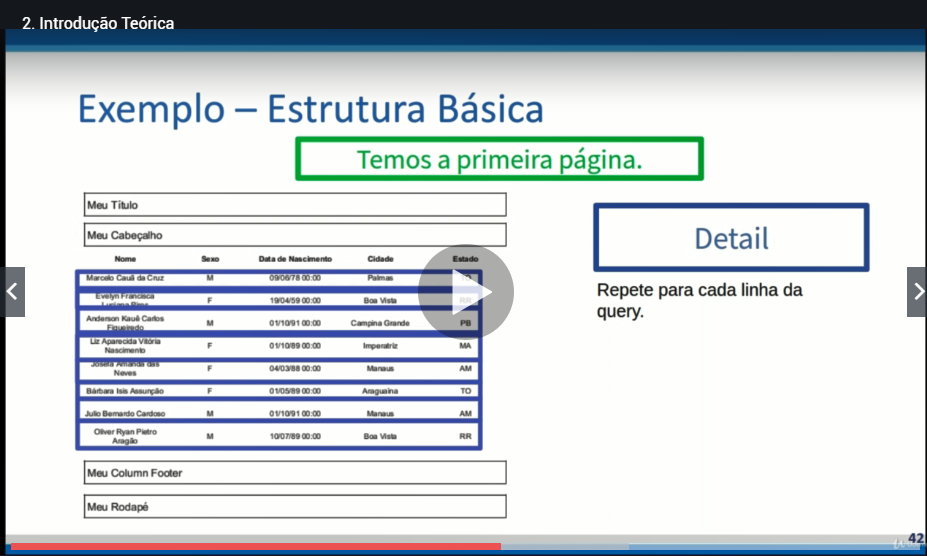 2. Introdução Teórica
Exemplo – Estrutura Básica
Temos a primeira página.
Meu Título
Meu Cabeçalho
Nome Sexo Data de Nascimento Cidade Estado
Marcelo Cauã da Cruz M 09/06/78 00:00 Palmas
Evelyn Francisca
Luciana Pires F 19/04/59 00:00 Boa Vista RR
Anderson Kauê Carlos
Figueiredo M 01/10/91 00:00 Campina Grande PB
Liz Aparecida Vitória
Nascimento F 01/10/89 00:00 Imperatriz MA
Josefa Amanda das
Neves F 04/03/88 00:00 Manaus AM
Bárbara Isis Assunção F 01/05/89 00:00 Araguaína TO
Julio Bernardo Cardoso M 01/10/91 00:00 Manaus AM
Oliver Ryan Pietro
Aragão M 10/07/89 00:00 Boa Vista RR
Meu Column Footer
Meu Rodapé
Detail
Repete para cada linha da
query.
42